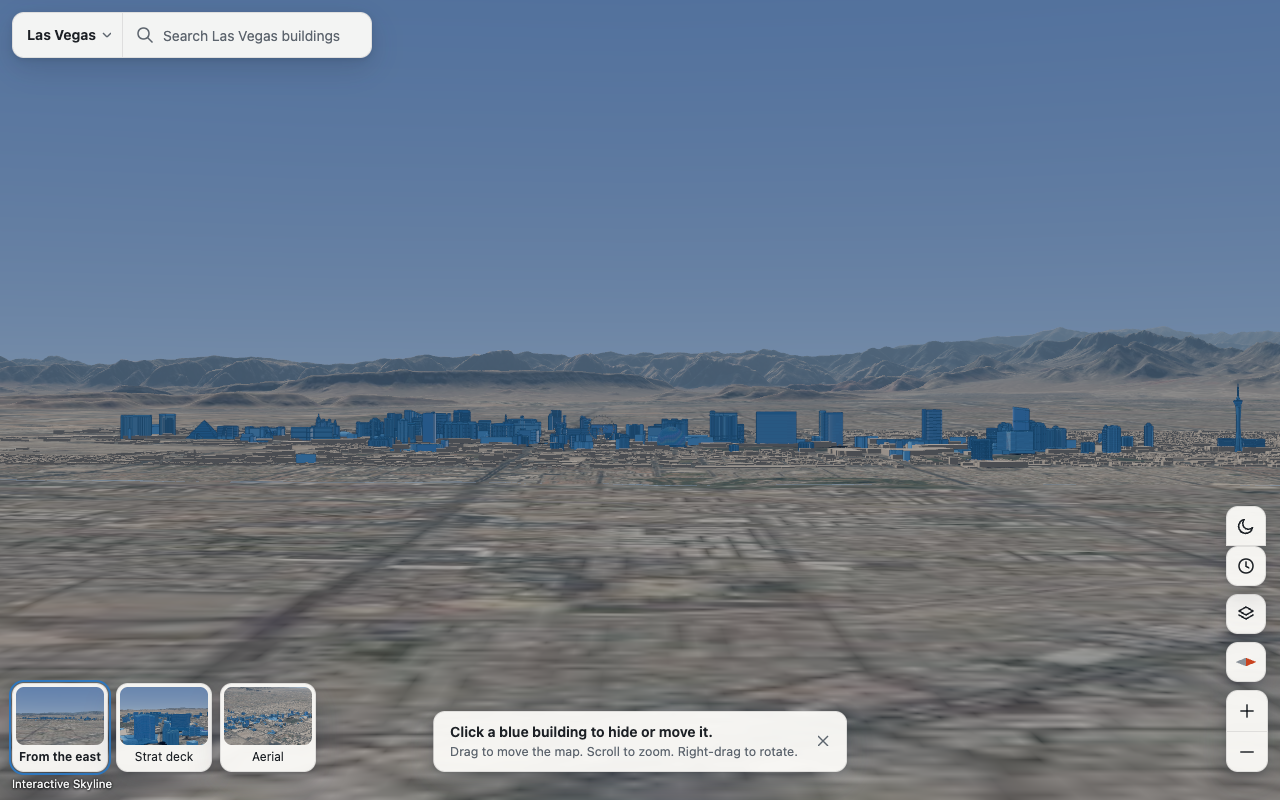 Las Vegas
Search Las Vegas buildings
Click a blue building to hide or move it.
Drag to move the map. Scroll to zoom. Right-drag to rotate.
From the east
Strat deck
Aerial
Interactive Skyline